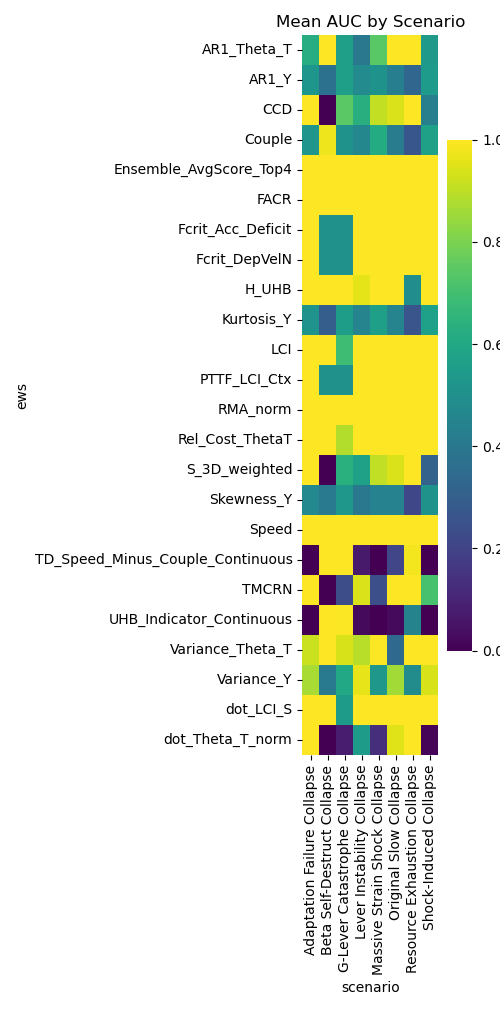 Mean AUC by Scenario
AR1_Theta_T
AR1_Y
CCD
Couple
Ensemble_AvgScore_Top4
FACR
Fcrit_Acc_Deficit
Fcrit_DepVelN
H_UHB
Kurtosis_Y
LCI
PTTF_LCI_Ctx
RMA_norm
Rel_Cost_ThetaT
S_3D_weighted
Skewness_Y
Speed
TD_Speed_Minus_Couple_Continuous
TMCRN
UHB_Indicator_Continuous
Variance_Theta_T
Variance_Y
dot_LCI_S
dot_Theta_T_norm
ews
Adaptation Failure Collapse
Beta Self-Destruct Collapse
G-Lever Catastrophe Collapse
Lever Instability Collapse
Massive Strain Shock Collapse
Original Slow Collapse
Resource Exhaustion Collapse
Shock-Induced Collapse
scenario
1.0
0.8
0.6
0.4
0.2
0.0